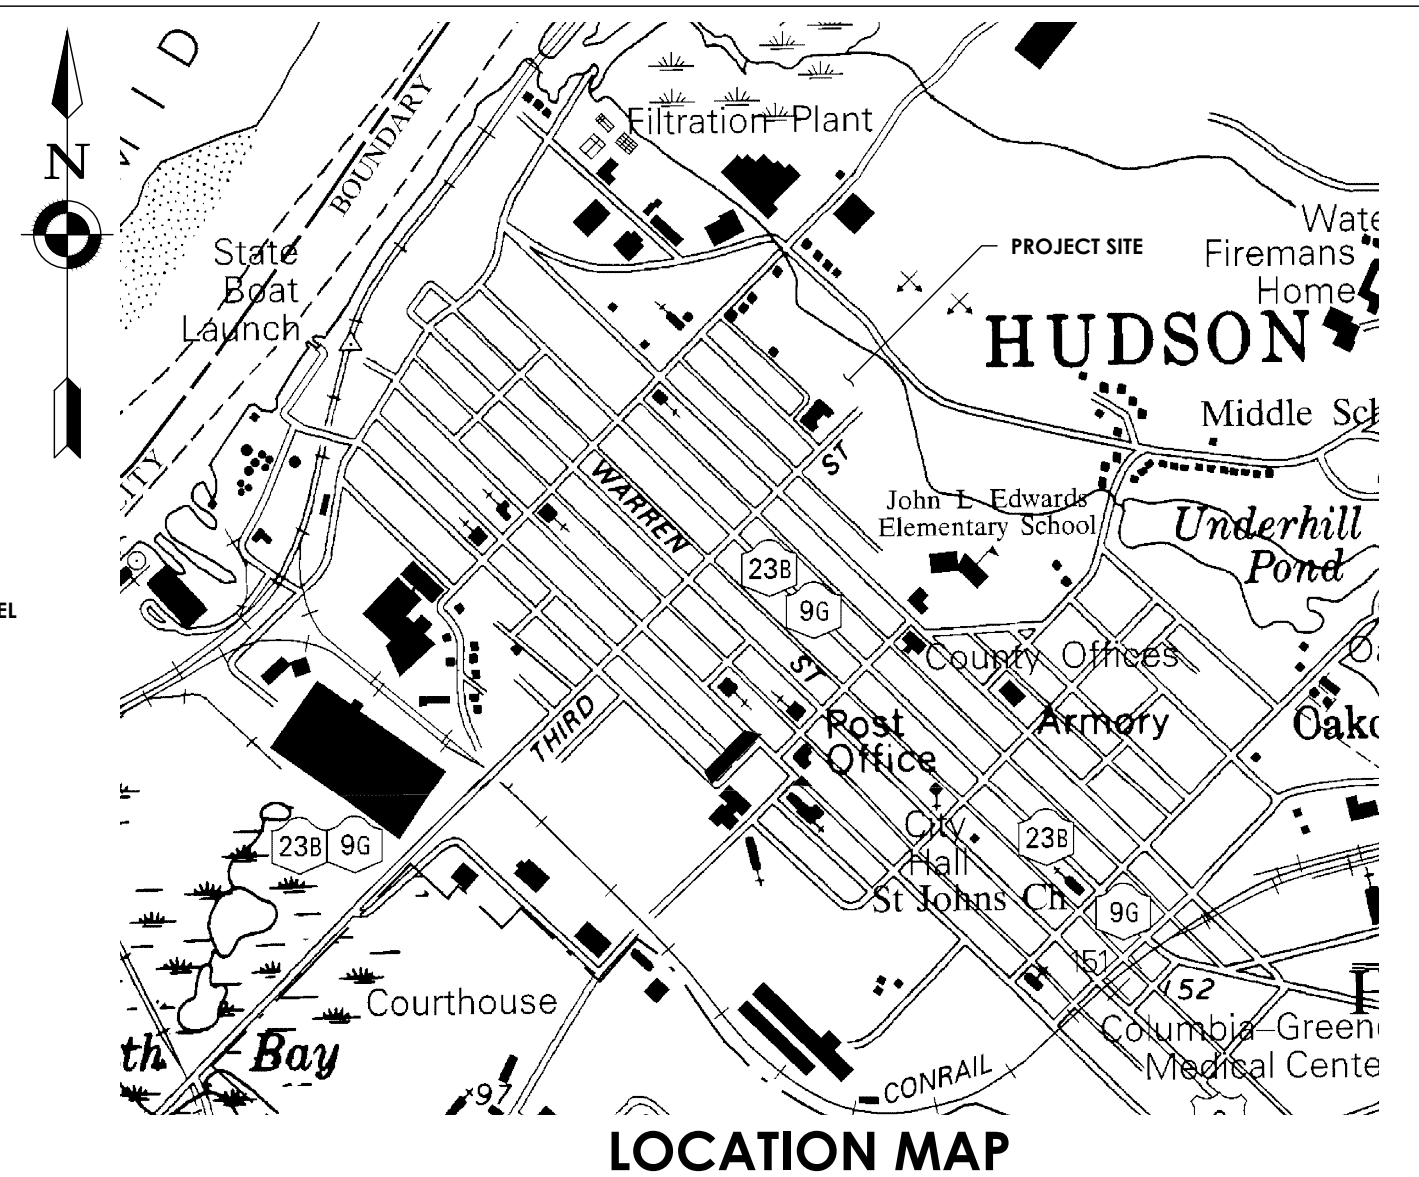 MID
N
BOUNDARY
Filtration Plant
State
Boat
Launch
PROJECT SITE
Firemans
Home
HUDSON
Middle Sch
ST
WARREN
ST
John L Edwards
Elementary School
Underhill
Pond
23B
9G
EL
County Offices
THIRD
Post
Office
Armory
City
Hall
St Johns Ch
23B
9G
23B
9G
151
152
Courthouse
Columbia-Green
Medical Cente
th Bay
CONRAIL
×97
LOCATION MAP